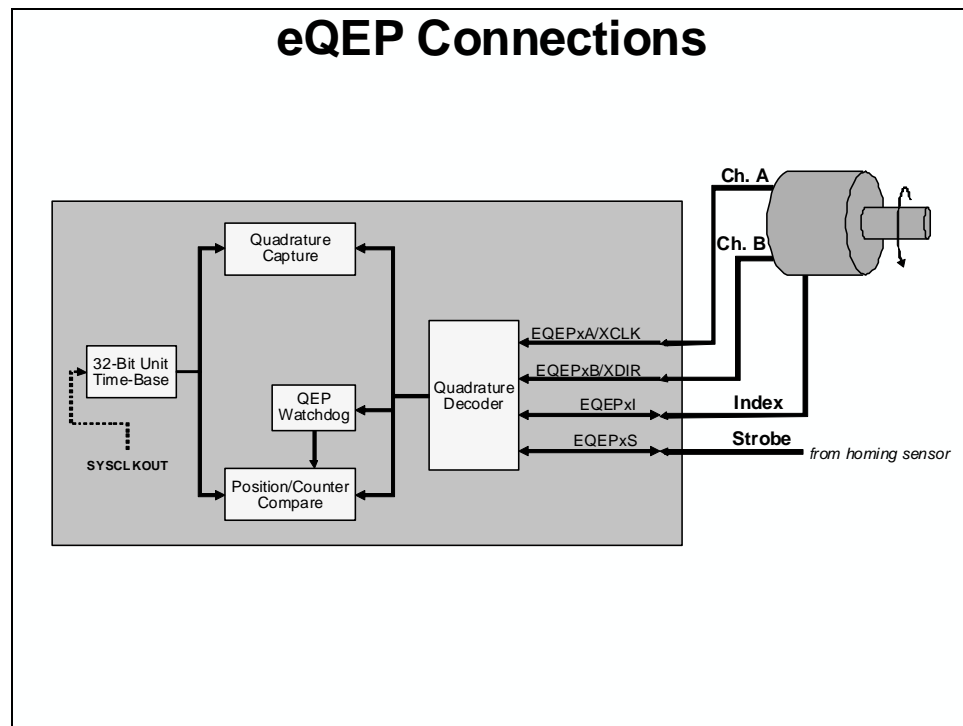 eQEP Connections
Ch. A
Quadrature
Capture
Ch. B
EQEPxA/XCLK
32-Bit Unit
Time-Base
Quadrature
Decoder
EQEPxB/XDIR
QEP
Watchdog
EQEPxI
Index
EQEPxS
Strobe
from homing sensor
SYSCLKOUT
Position/Counter
Compare